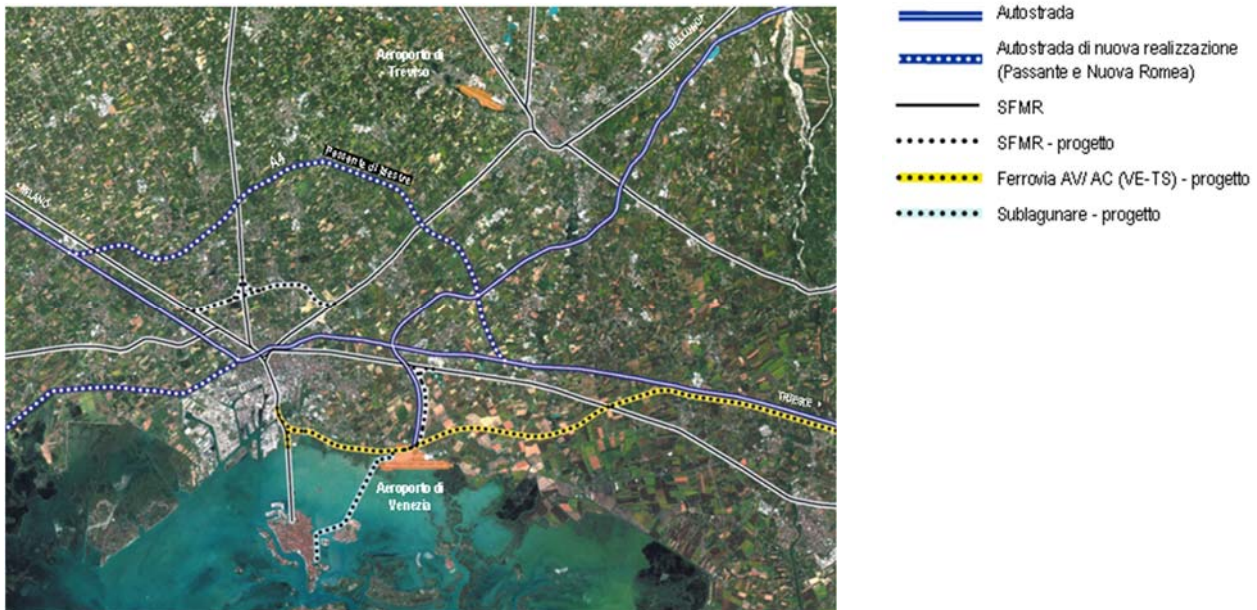 BELLUNO
Aeroporto di
Treviso
A4
Passante di Mestre
MILANO
TRIESTE
Aeroporto di
Venezia
Autostrada
Autostrada di nuova realizzazione
(Passante e Nuova Romea)
SFMR
SFMR - progetto
Ferrovia AV/ AC (VE-TS) - progetto
Sublagunare - progetto